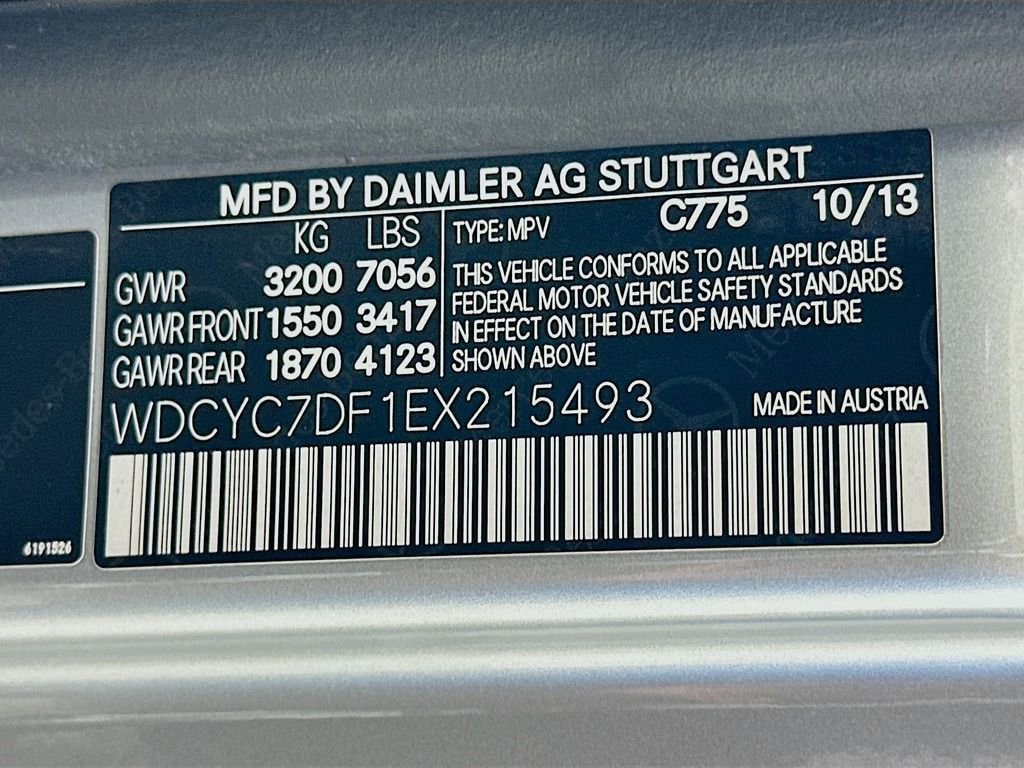 MFD BY DAIMLER AG STUTTGART
KG LBS
GVWR 3200 7056
GAWR FRONT 1550 3417
GAWR REAR 1870 4123
TYPE: MPV C775 10/13
THIS VEHICLE CONFORMS TO ALL APPLICABLE
FEDERAL MOTOR VEHICLE SAFETY STANDARDS
IN EFFECT ON THE DATE OF MANUFACTURE
SHOWN ABOVE
WDCYC7DF1EX215493 MADE IN AUSTRIA
6191526